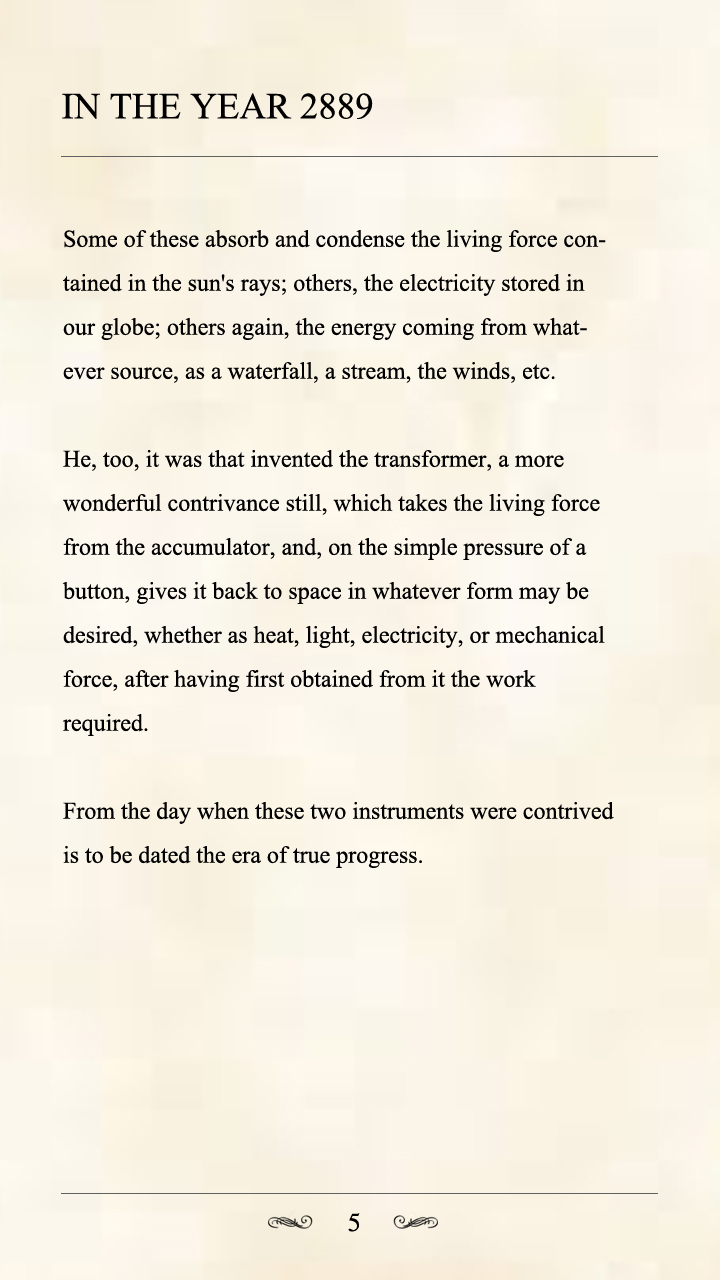 IN THE YEAR 2889
Some of these absorb and condense the living force con-
tained in the sun's rays; others, the electricity stored in
our globe; others again, the energy coming from what-
ever source, as a waterfall, a stream, the winds, etc.
He, too, it was that invented the transformer, a more
wonderful contrivance still, which takes the living force
from the accumulator, and, on the simple pressure of a
button, gives it back to space in whatever form may be
desired, whether as heat, light, electricity, or mechanical
force, after having first obtained from it the work
required.
From the day when these two instruments were contrived
is to be dated the era of true progress.
5